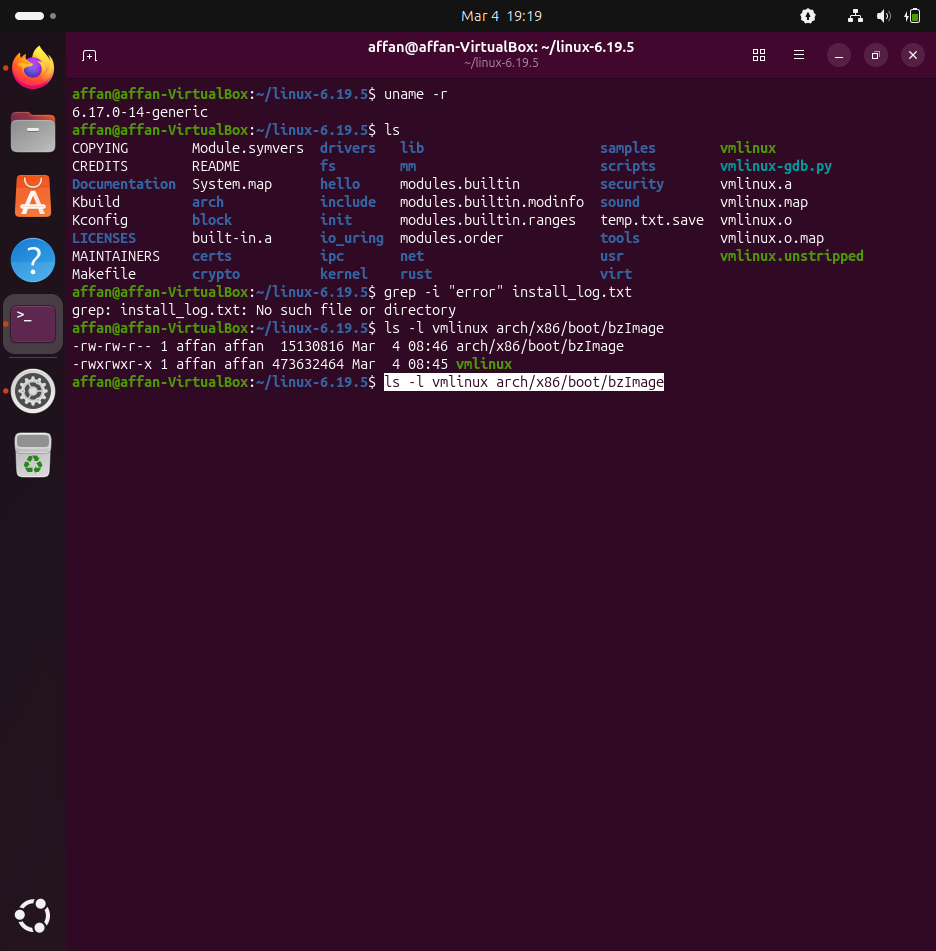 Mar 4 19:19
affan@affan-VirtualBox: ~/linux-6.19.5
~/linux-6.19.5
affan@affan-VirtualBox:~/linux-6.19.5$ uname -r
6.17.0-14-generic
affan@affan-VirtualBox:~/linux-6.19.5$ ls
COPYING Module.symvers drivers lib samples vmlinux
CREDITS README fs mm scripts vmlinux-gdb.py
Documentation System.map hello modules.builtin security vmlinux.a
Kbuild arch include modules.builtin.modinfo sound vmlinux.map
Kconfig block init modules.builtin.ranges temp.txt.save vmlinux.o
LICENSES built-in.a io_uring modules.order tools vmlinux.o.map
MAINTAINERS certs ipc net usr vmlinux.unstripped
Makefile crypto kernel rust virt
affan@affan-VirtualBox:~/linux-6.19.5$ grep -i "error" install_log.txt
grep: install_log.txt: No such file or directory
affan@affan-VirtualBox:~/linux-6.19.5$ ls -l vmlinux arch/x86/boot/bzImage
-rw-rw-r-- 1 affan affan  15130816 Mar  4 08:46 arch/x86/boot/bzImage
-rwxrwxr-x 1 affan affan 473632464 Mar  4 08:45 vmlinux
affan@affan-VirtualBox:~/linux-6.19.5$ ls -l vmlinux arch/x86/boot/bzImage